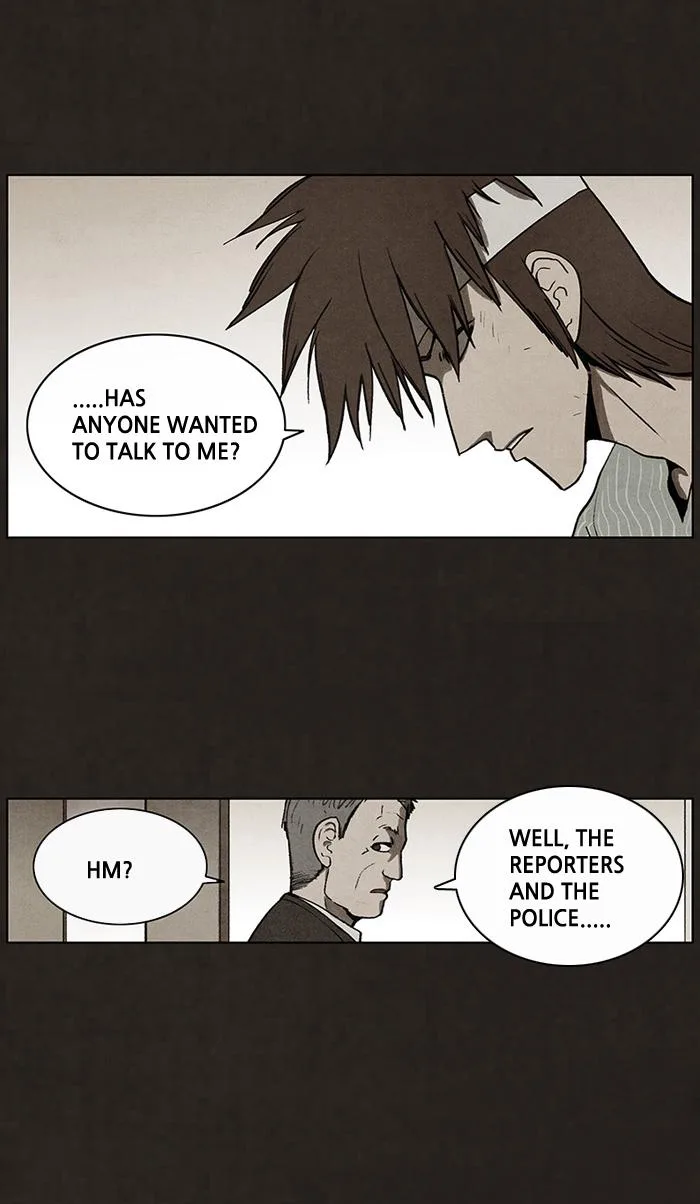 .....HAS
ANYONE WANTED
TO TALK TO ME?
HM?
WELL, THE
REPORTERS
AND THE
POLICE.....